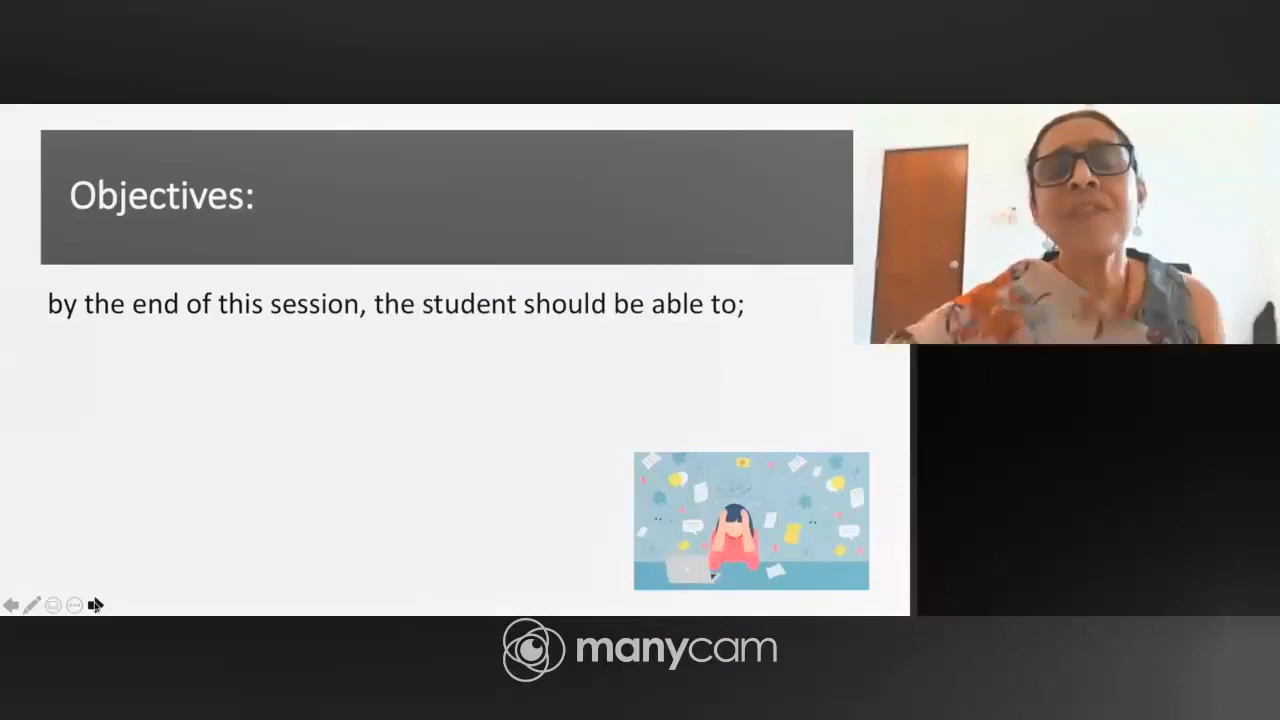 Objectives:
by the end of this session, the student should be able to;
manycam